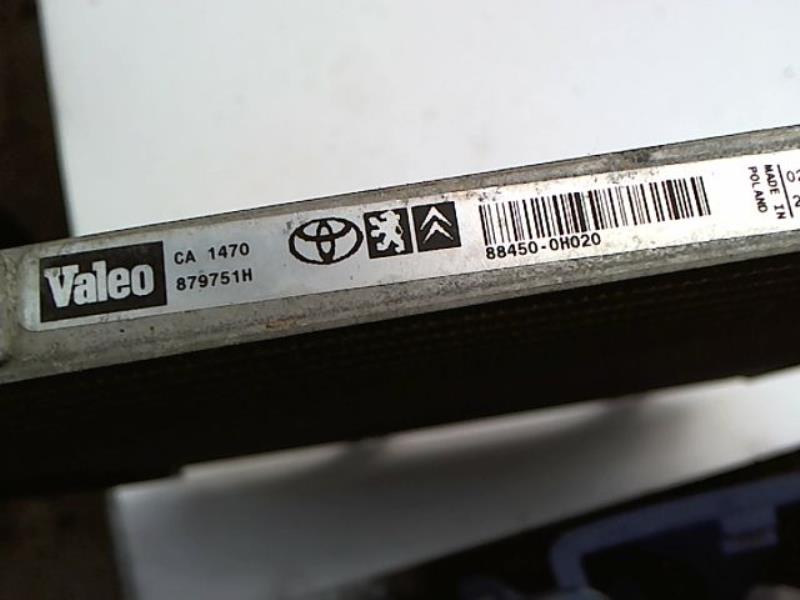 Valeo
CA 1470
879751H
88450-0H020
MADE IN
POLAND